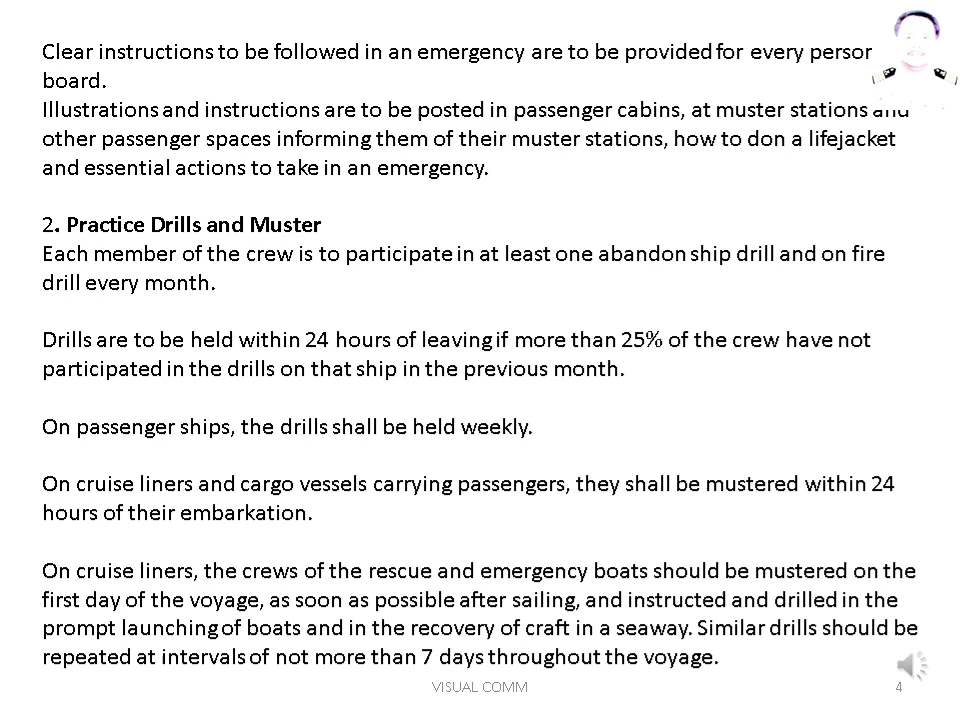 Clear instructions to be followed in an emergency are to be provided for every
board.
Illustrations and instructions are to be posted in passenger cabins, at muster stations and
other passenger spaces informing them of their muster stations, how to don a lifejacket
and essential actions to take in an emergency.
2. Practice Drills and Muster
Each member of the crew is to participate in at least one abandon ship drill and on fire
drill every month.
Drills are to be held within 24 hours of leaving if more than 25% of the crew have not
participated in the drills on that ship in the previous month.
On passenger ships, the drills shall be held weekly.
On cruise liners and cargo vessels carrying passengers, they shall be mustered within 24
hours of their embarkation.
On cruise liners, the crews of the rescue and emergency boats should be mustered on the
first day of the voyage, as soon as possible after sailing, and instructed and drilled in the
prompt launching of boats and in the recovery of craft in a seaway. Similar drills should be
repeated at intervals of not more than 7 days throughout the voyage.
VISUAL COMM 4